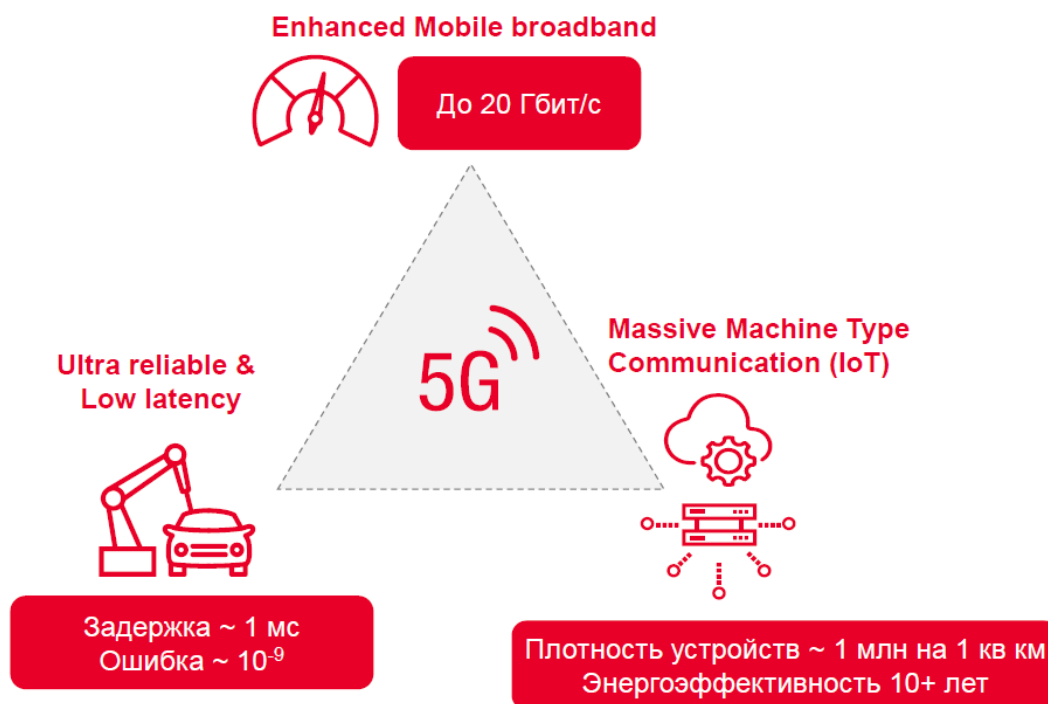 Enhanced Mobile broadband
До 20 Гбит/с
5G
Ultra reliable &
Low latency
Massive Machine Type
Communication (IoT)
Задержка ~ 1 мс
Ошибка ~ 10⁻⁹
Плотность устройств ~ 1 млн на 1 кв км
Энергоэффективность 10+ лет